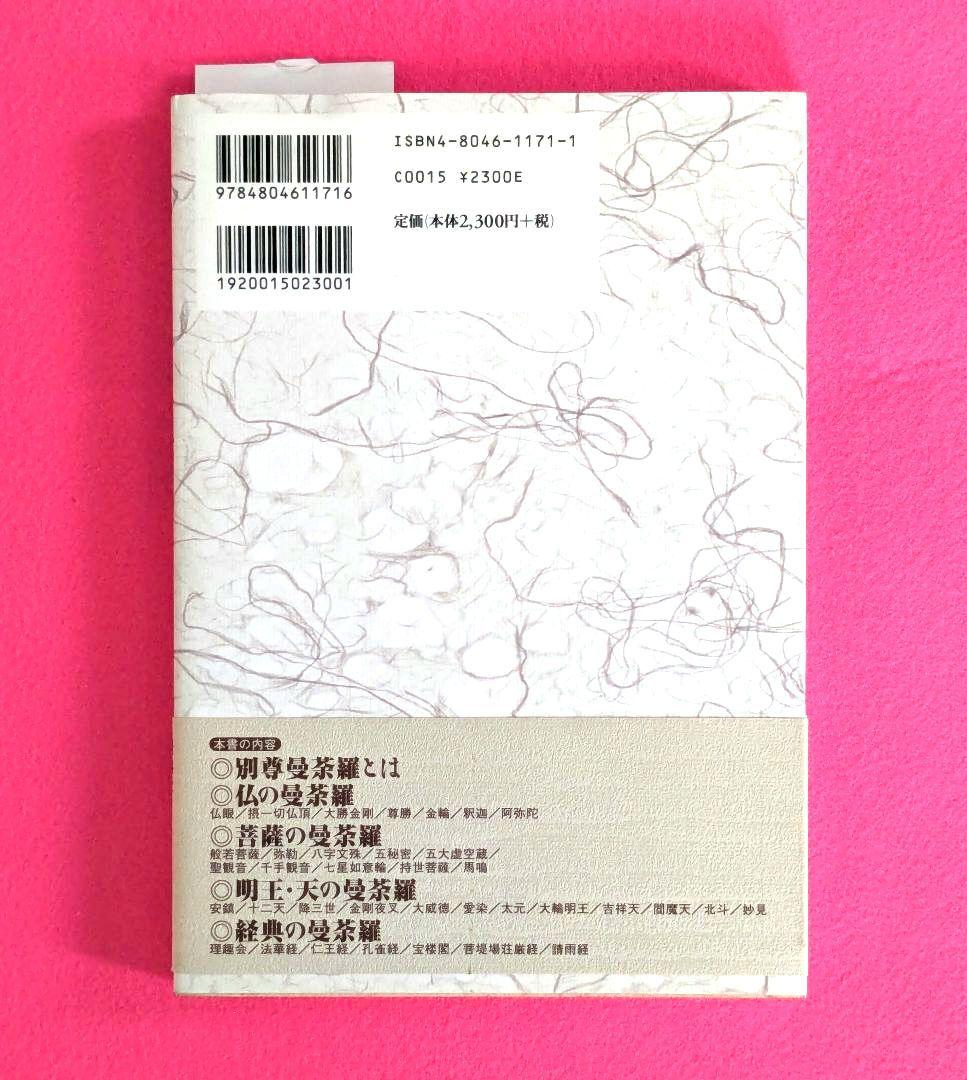 ISBN4-8046-1171-1
9784804611716
C0015 ¥2300E
定価(本体2,300円+税)
1920015023001
本書の内容
◎別尊曼荼羅とは
◎仏の曼荼羅
仏眼/摂一切仏頂/大勝金剛/尊勝/金輪/釈迦/阿弥陀
◎菩薩の曼荼羅
般若菩薩/弥勒/八字文殊/五秘密/五大虚空蔵/
聖観音/千手観音/七星如意輪/持世菩薩/馬鳴
◎明王・天の曼荼羅
安鎮/十二天/降三世/金剛夜叉/大威徳/愛染/太元/大輪明王/吉祥天/閻魔天/北斗/妙見
◎経典の曼荼羅
理趣会/法華経/仁王経/孔雀経/宝楼閣/菩堤場荘厳経/請雨経